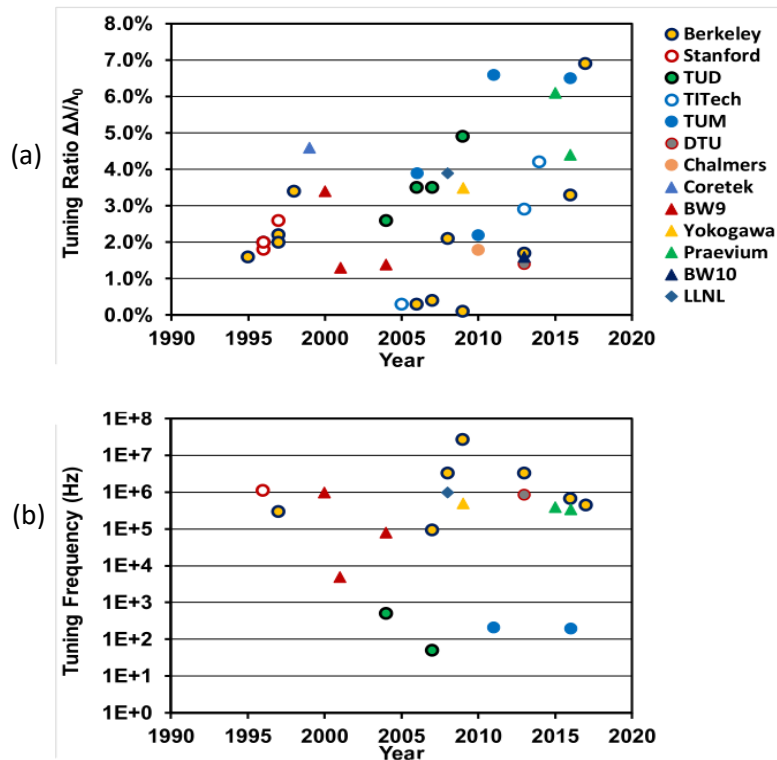 (a)
Tuning Ratio Δλ/λ0
8.0%
7.0%
6.0%
5.0%
4.0%
3.0%
2.0%
1.0%
0.0%
1990 1995 2000 2005 2010 2015 2020
Year
Berkeley
Stanford
TUD
TITech
TUM
DTU
Chalmers
Coretek
BW9
Yokogawa
Praevium
BW10
LLNL
(b)
Tuning Frequency (Hz)
1E+8
1E+7
1E+6
1E+5
1E+4
1E+3
1E+2
1E+1
1E+0
1990 1995 2000 2005 2010 2015 2020
Year